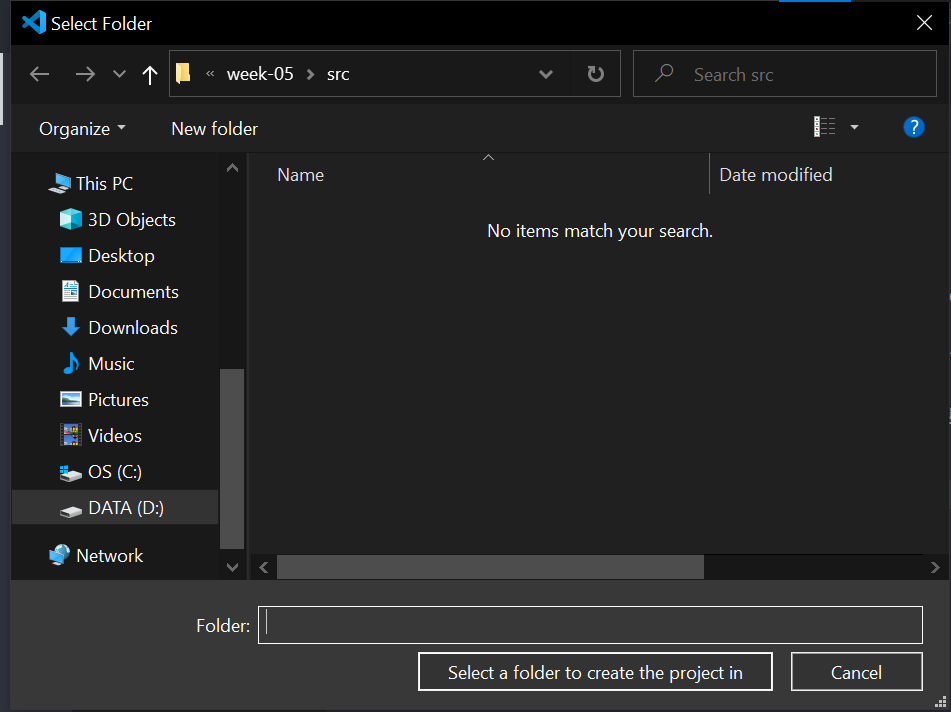 Select Folder
« week-05 > src
Search src
Organize
New folder
?
Name
Date modified
No items match your search.
This PC
3D Objects
Desktop
Documents
Downloads
Music
Pictures
Videos
OS (C:)
DATA (D:)
Network
Folder:
Select a folder to create the project in
Cancel